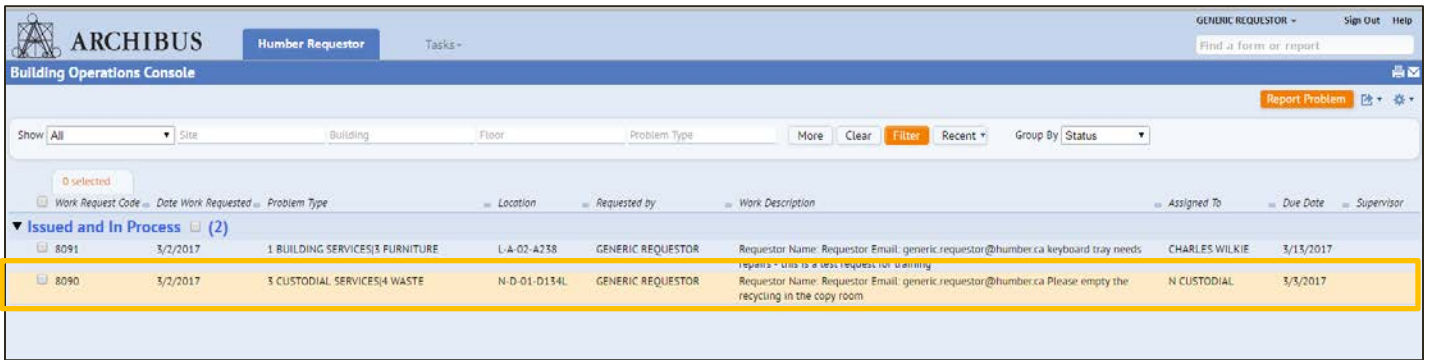 GENERIC REQUESTOR Sign Out Help
ARCHIBUS Humber Requestor Tasks
Find a form or report
Building Operations Console
Report Problem
Show All Site Building Floor Problem Type More Clear Filter Recent Group By Status
0 selected
Work Request Code Date Work Requested Problem Type Location Requested by Work Description Assigned To Due Date Supervisor
Issued and In Process (2)
8091 3/2/2017 1 BUILDING SERVICES|3 FURNITURE L-A-02-A238 GENERIC REQUESTOR Requestor Name: Requestor Email: generic.requestor@humber.ca keyboard tray needs CHARLES WILKIE 3/13/2017
repairs - this is a test request for training
8090 3/2/2017 3 CUSTODIAL SERVICES|4 WASTE N-D-01-D134L GENERIC REQUESTOR Requestor Name: Requestor Email: generic.requestor@humber.ca Please empty the N CUSTODIAL 3/3/2017
recycling in the copy room